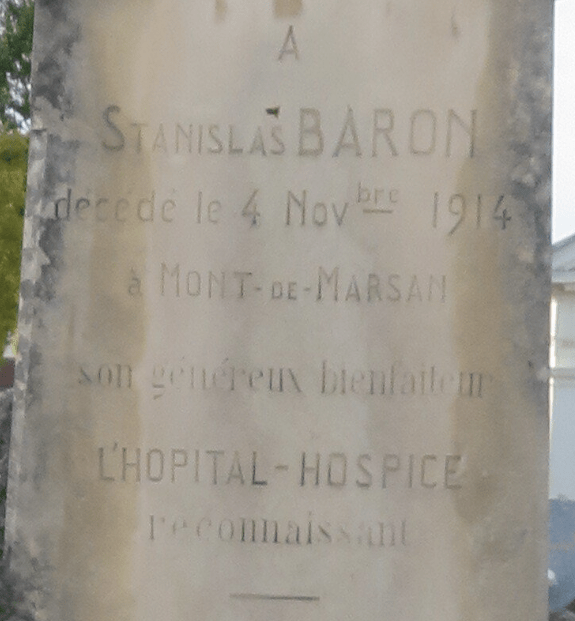 A
STANISLAS BARON
décédé le 4 Novbre 1914
à MONT-DE-MARSAN
son généreux bienfaiteur
L'HOPITAL-HOSPICE
reconnaissant